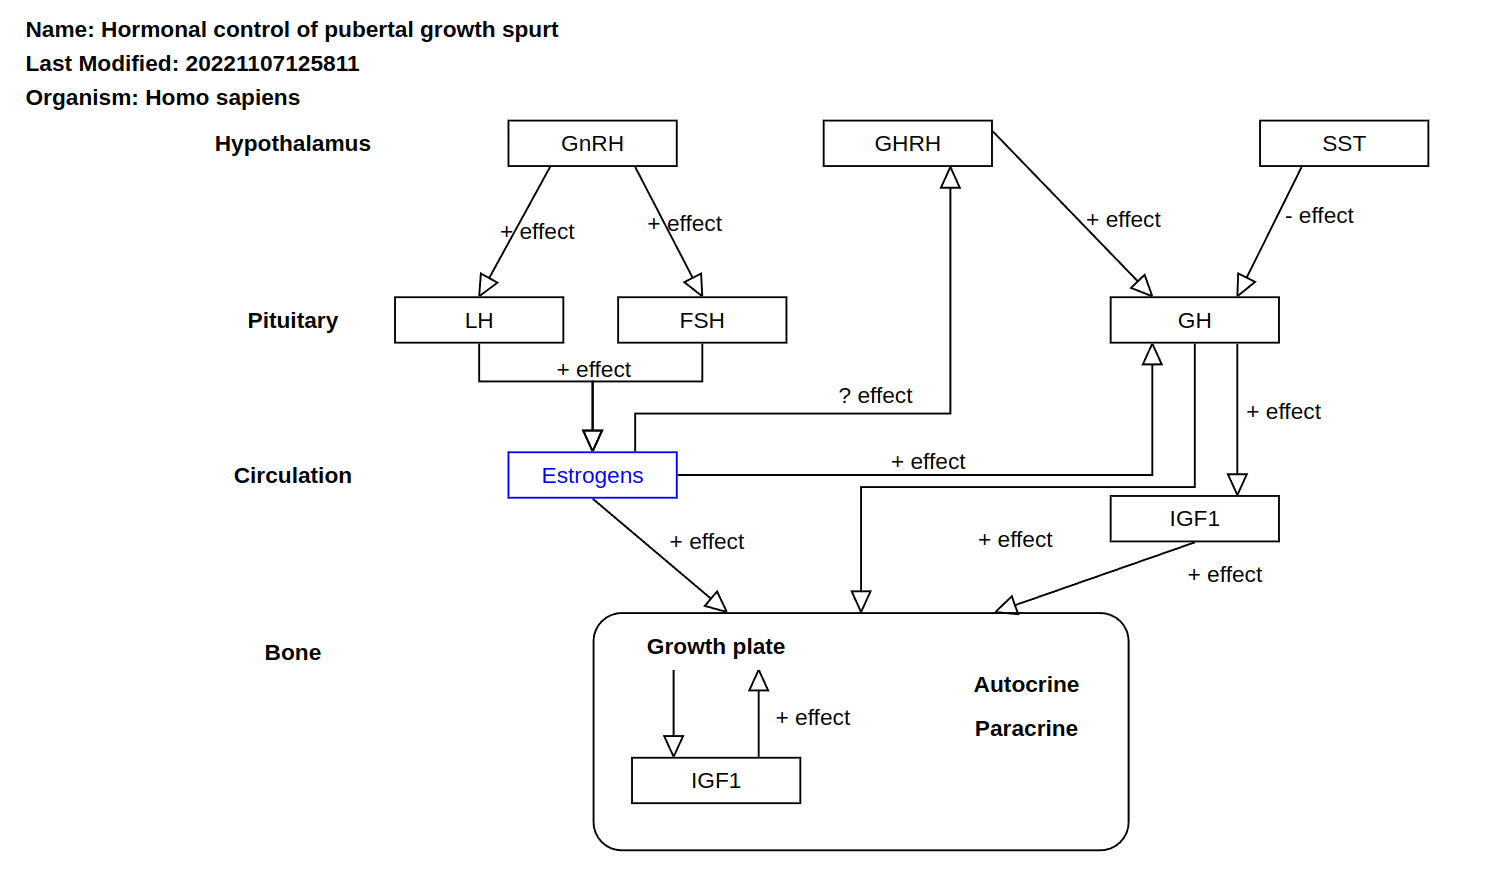 Name: Hormonal control of pubertal growth spurt
Last Modified: 20221107125811
Organism: Homo sapiens
Hypothalamus
GnRH
GHRH
SST
+ effect
+ effect
+ effect
- effect
Pituitary
LH
FSH
GH
+ effect
? effect
+ effect
+ effect
Circulation
Estrogens
IGF1
+ effect
+ effect
+ effect
Bone
Growth plate
Autocrine
+ effect
Paracrine
IGF1